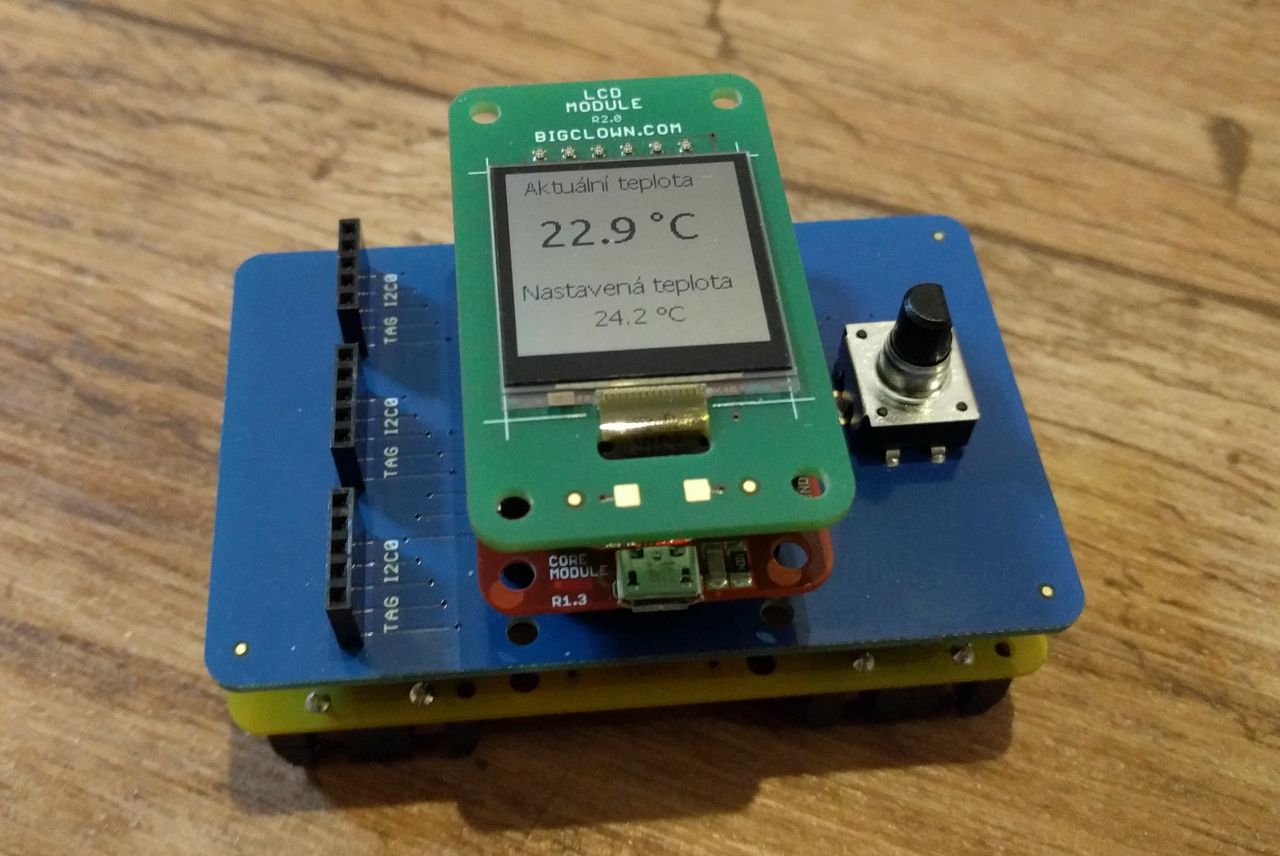 LCD
MODULE
R2.0
BIGCLOWN.COM
Aktuální teplota
22.9 °C
Nastavená teplota
24.2 °C
TAG I2C0
TAG I2C0
TAG I2C0
GND
CORE
MODULE
R1.3